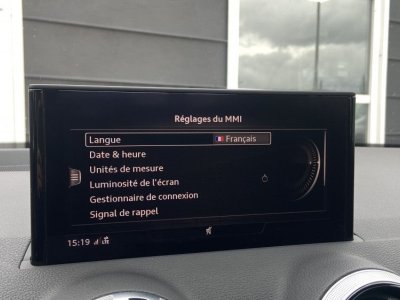 Réglages du MMI
Langue Français
Date & heure
Unités de mesure
Luminosité de l'écran
Gestionnaire de connexion
Signal de rappel
15:19 LTE